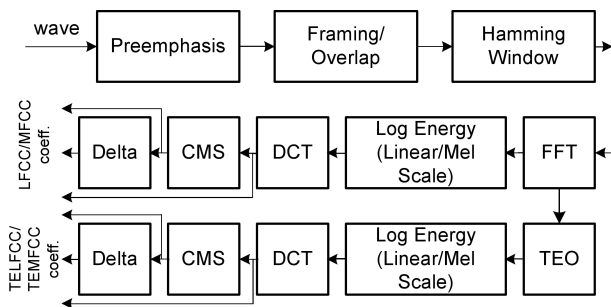 wave
Preemphasis
Framing/
Overlap
Hamming
Window
LFCC/MFCC
coeff.
Delta
CMS
DCT
Log Energy
(Linear/Mel
Scale)
FFT
TELFCC/
TEMFCC
coeff.
Delta
CMS
DCT
Log Energy
(Linear/Mel
Scale)
TEO